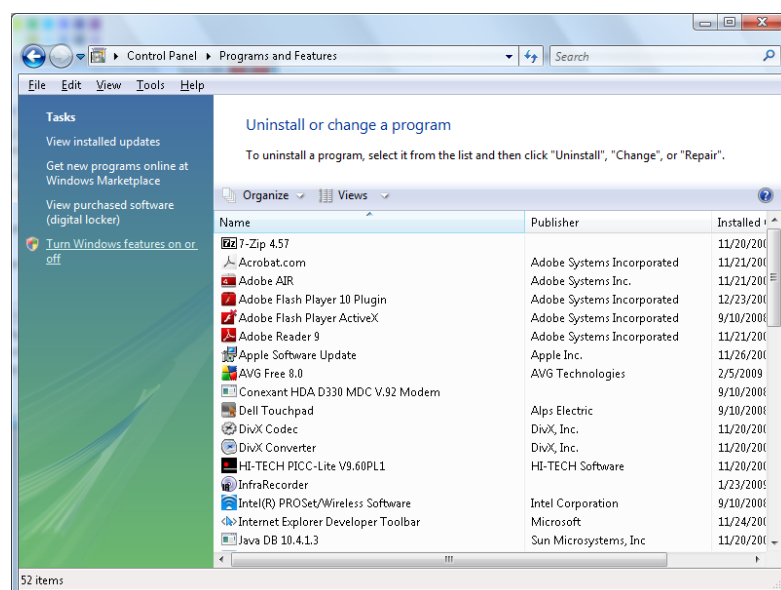 Control Panel ▸ Programs and Features
Search
File Edit View Tools Help
Tasks
View installed updates
Get new programs online at
Windows Marketplace
View purchased software
(digital locker)
Turn Windows features on or
off
Uninstall or change a program
To uninstall a program, select it from the list and then click "Uninstall", "Change", or "Repair".
Organize Views
Name Publisher Installed
7-Zip 4.57
Acrobat.com Adobe Systems Incorporated
Adobe AIR Adobe Systems Inc.
Adobe Flash Player 10 Plugin Adobe Systems Incorporated
Adobe Flash Player ActiveX Adobe Systems Incorporated
Adobe Reader 9 Adobe Systems Incorporated
Apple Software Update Apple Inc.
AVG Free 8.0 AVG Technologies 2/5/2009
Conexant HDA D330 MDC V.92 Modem
Dell Touchpad Alps Electric
DivX Codec DivX, Inc.
DivX Converter DivX, Inc.
HI-TECH PICC-Lite V9.60PL1 HI-TECH Software
InfraRecorder
Intel(R) PROSet/Wireless Software Intel Corporation
Internet Explorer Developer Toolbar Microsoft
Java DB 10.4.1.3 Sun Microsystems, Inc
52 items